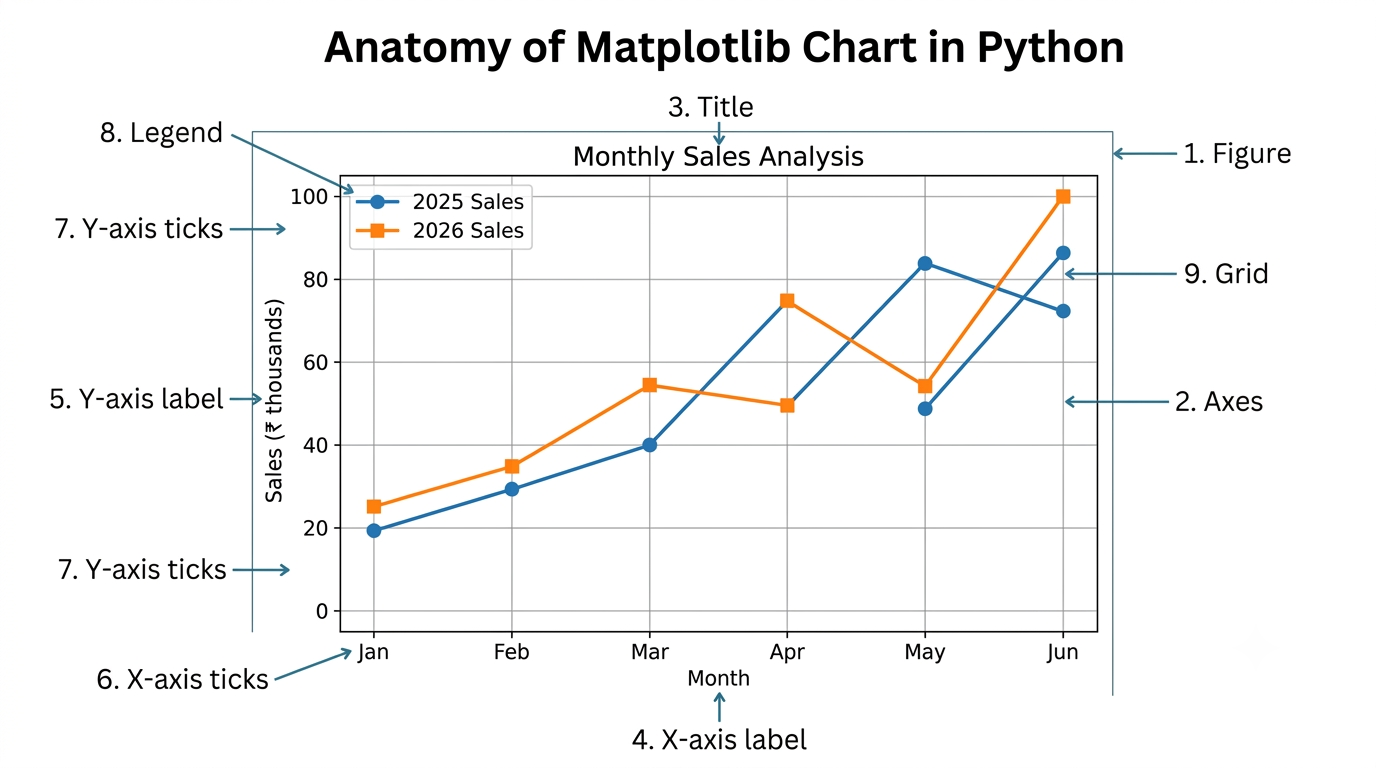 Anatomy of Matplotlib Chart in Python
3. Title
8. Legend
1. Figure
Monthly Sales Analysis
2025 Sales
2026 Sales
7. Y-axis ticks
9. Grid
5. Y-axis label
2. Axes
Sales (₹ thousands)
100
80
60
40
20
0
7. Y-axis ticks
Jan Feb Mar Apr May Jun
6. X-axis ticks
Month
4. X-axis label